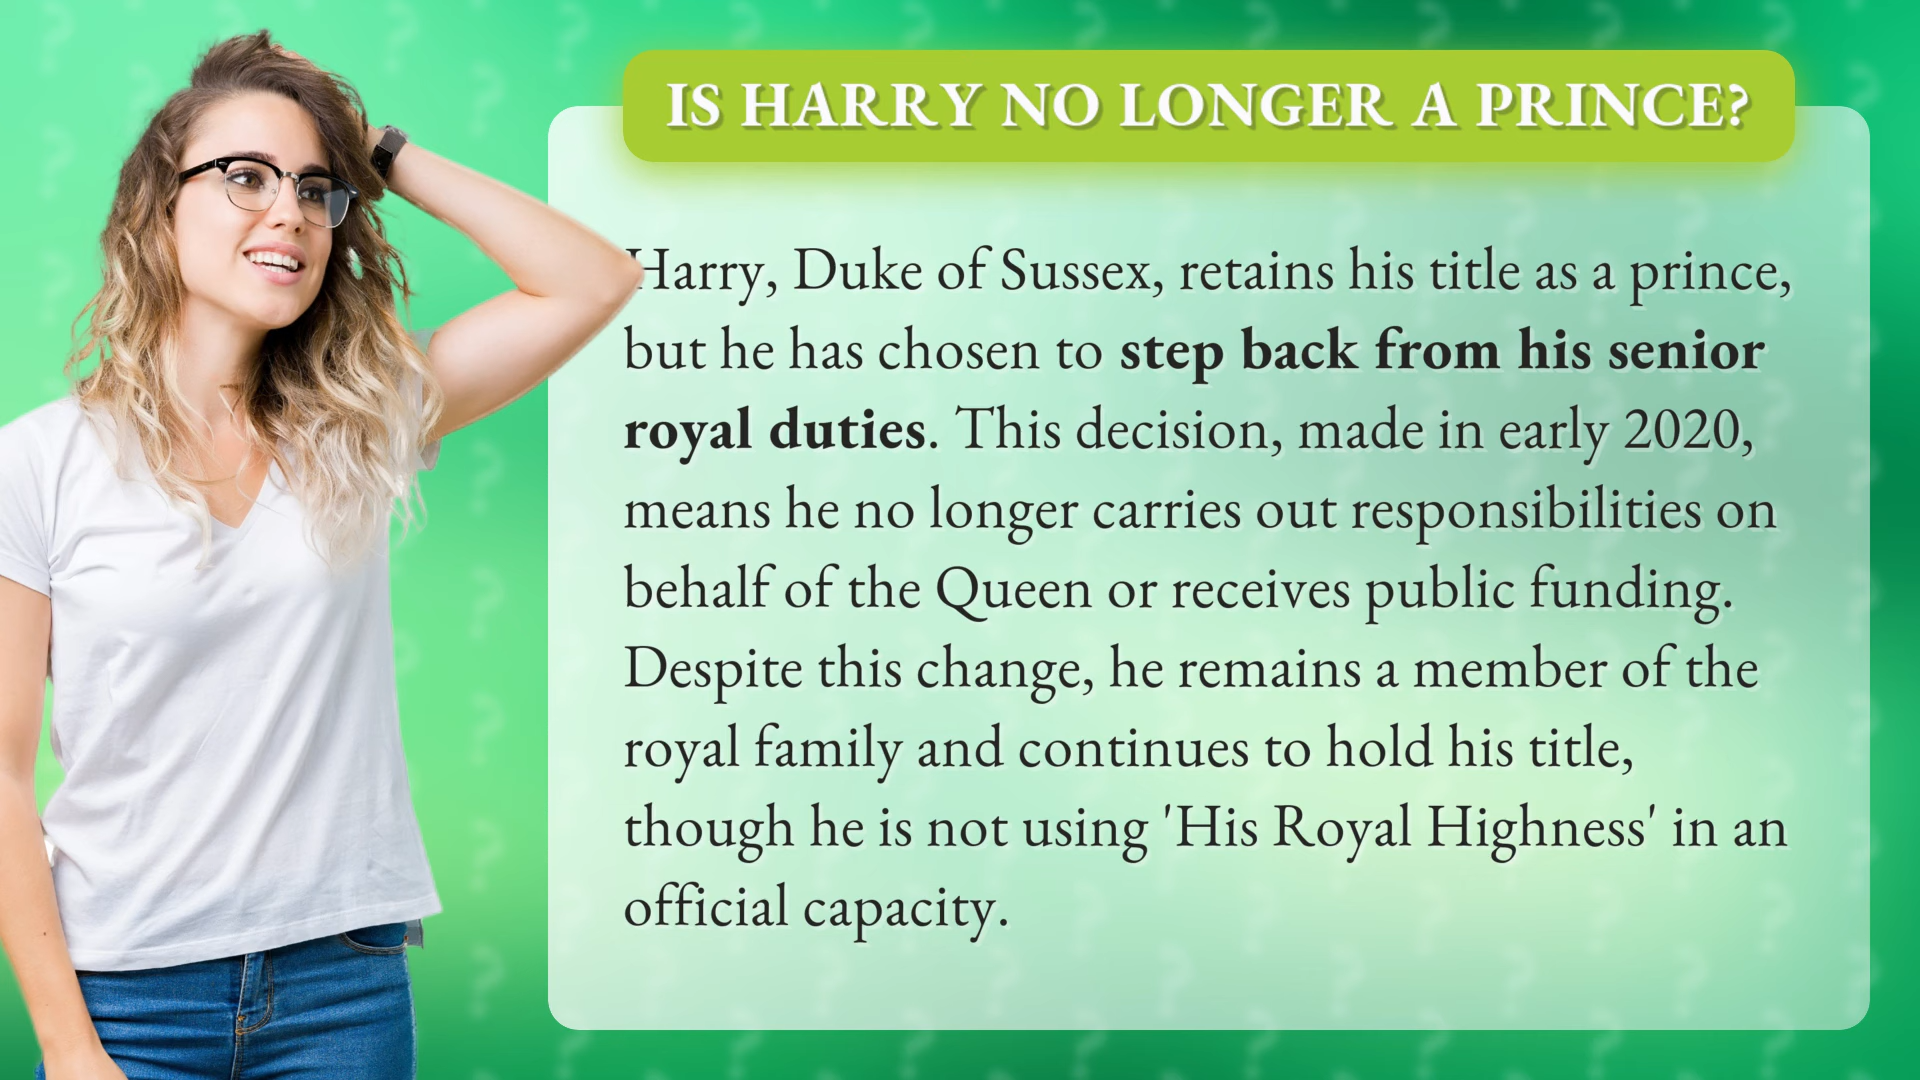 IS HARRY NO LONGER A PRINCE?
Harry, Duke of Sussex, retains his title as a prince,
but he has chosen to step back from his senior
royal duties. This decision, made in early 2020,
means he no longer carries out responsibilities on
behalf of the Queen or receives public funding.
Despite this change, he remains a member of the
royal family and continues to hold his title,
though he is not using 'His Royal Highness' in an
official capacity.